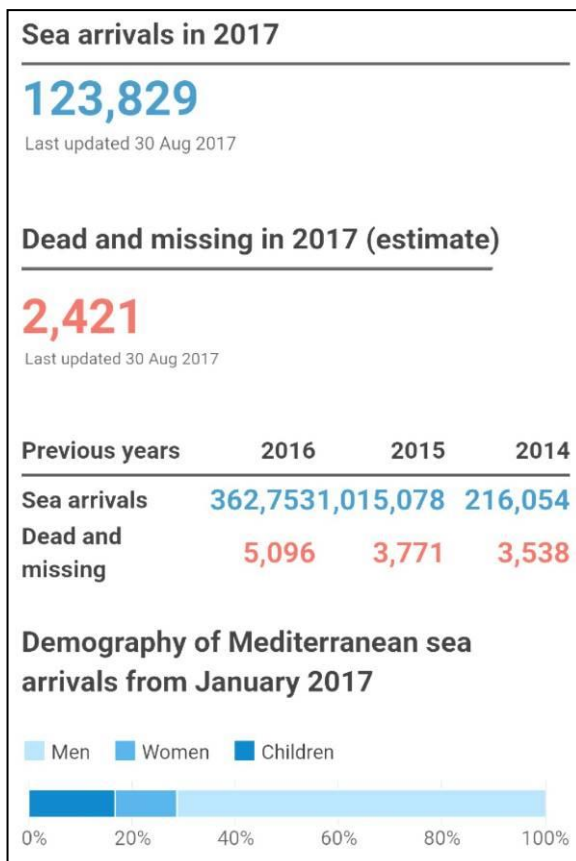 Sea arrivals in 2017
123,829
Last updated 30 Aug 2017
Dead and missing in 2017 (estimate)
2,421
Last updated 30 Aug 2017
Previous years 2016 2015 2014
Sea arrivals 362,7531,015,078 216,054
Dead and
missing 5,096 3,771 3,538
Demography of Mediterranean sea
arrivals from January 2017
Men Women Children
0% 20% 40% 60% 80% 100%